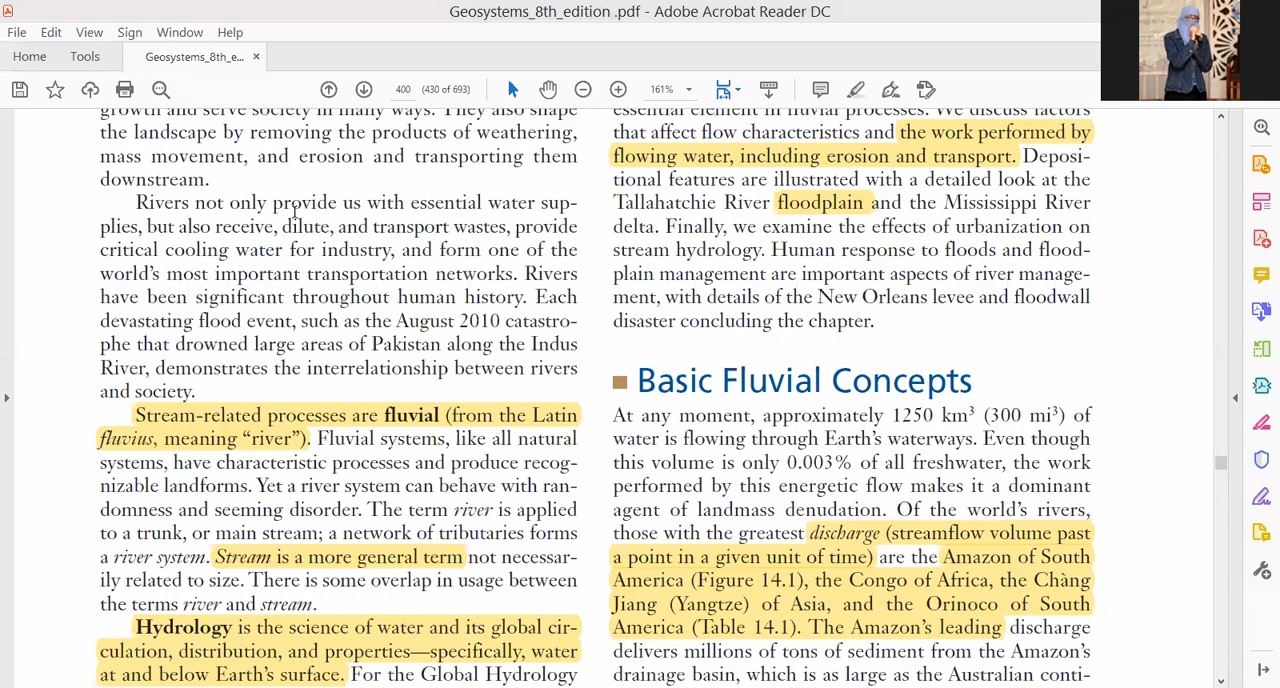 Geosystems_8th_edition .pdf - Adobe Acrobat Reader DC
File Edit View Sign Window Help
Home Tools Geosystems_8th_e... ×
400 (430 of 693) 161%
growth and serve society in many ways. They also shape
the landscape by removing the products of weathering,
mass movement, and erosion and transporting them
downstream.
Rivers not only provide us with essential water sup-
plies, but also receive, dilute, and transport wastes, provide
critical cooling water for industry, and form one of the
world's most important transportation networks. Rivers
have been significant throughout human history. Each
devastating flood event, such as the August 2010 catastro-
phe that drowned large areas of Pakistan along the Indus
River, demonstrates the interrelationship between rivers
and society.
Stream-related processes are fluvial (from the Latin
fluvius, meaning “river”). Fluvial systems, like all natural
systems, have characteristic processes and produce recog-
nizable landforms. Yet a river system can behave with ran-
domness and seeming disorder. The term river is applied
to a trunk, or main stream; a network of tributaries forms
a river system. Stream is a more general term not necessar-
ily related to size. There is some overlap in usage between
the terms river and stream.
Hydrology is the science of water and its global cir-
culation, distribution, and properties—specifically, water
at and below Earth's surface. For the Global Hydrology
essential element in fluvial processes. We discuss factors
that affect flow characteristics and the work performed by
flowing water, including erosion and transport. Deposi-
tional features are illustrated with a detailed look at the
Tallahatchie River floodplain and the Mississippi River
delta. Finally, we examine the effects of urbanization on
stream hydrology. Human response to floods and flood-
plain management are important aspects of river manage-
ment, with details of the New Orleans levee and floodwall
disaster concluding the chapter.
Basic Fluvial Concepts
At any moment, approximately 1250 km³ (300 mi³) of
water is flowing through Earth's waterways. Even though
this volume is only 0.003% of all freshwater, the work
performed by this energetic flow makes it a dominant
agent of landmass denudation. Of the world's rivers,
those with the greatest discharge (streamflow volume past
a point in a given unit of time) are the Amazon of South
America (Figure 14.1), the Congo of Africa, the Chàng
Jiang (Yangtze) of Asia, and the Orinoco of South
America (Table 14.1). The Amazon's leading discharge
delivers millions of tons of sediment from the Amazon's
drainage basin, which is as large as the Australian conti-